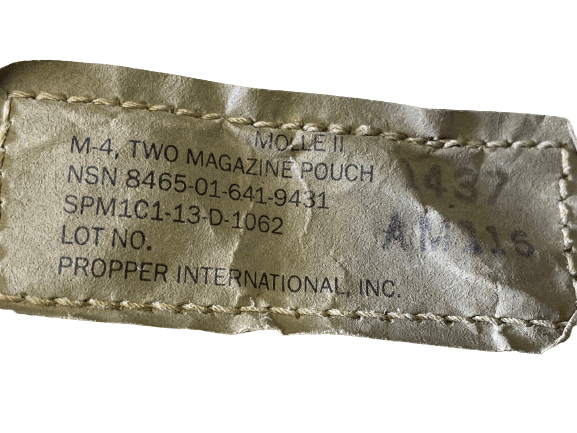 MOLLE II
M-4, TWO MAGAZINE POUCH
NSN 8465-01-641-9431
SPM1C1-13-D-1062
LOT NO.
PROPPER INTERNATIONAL, INC.